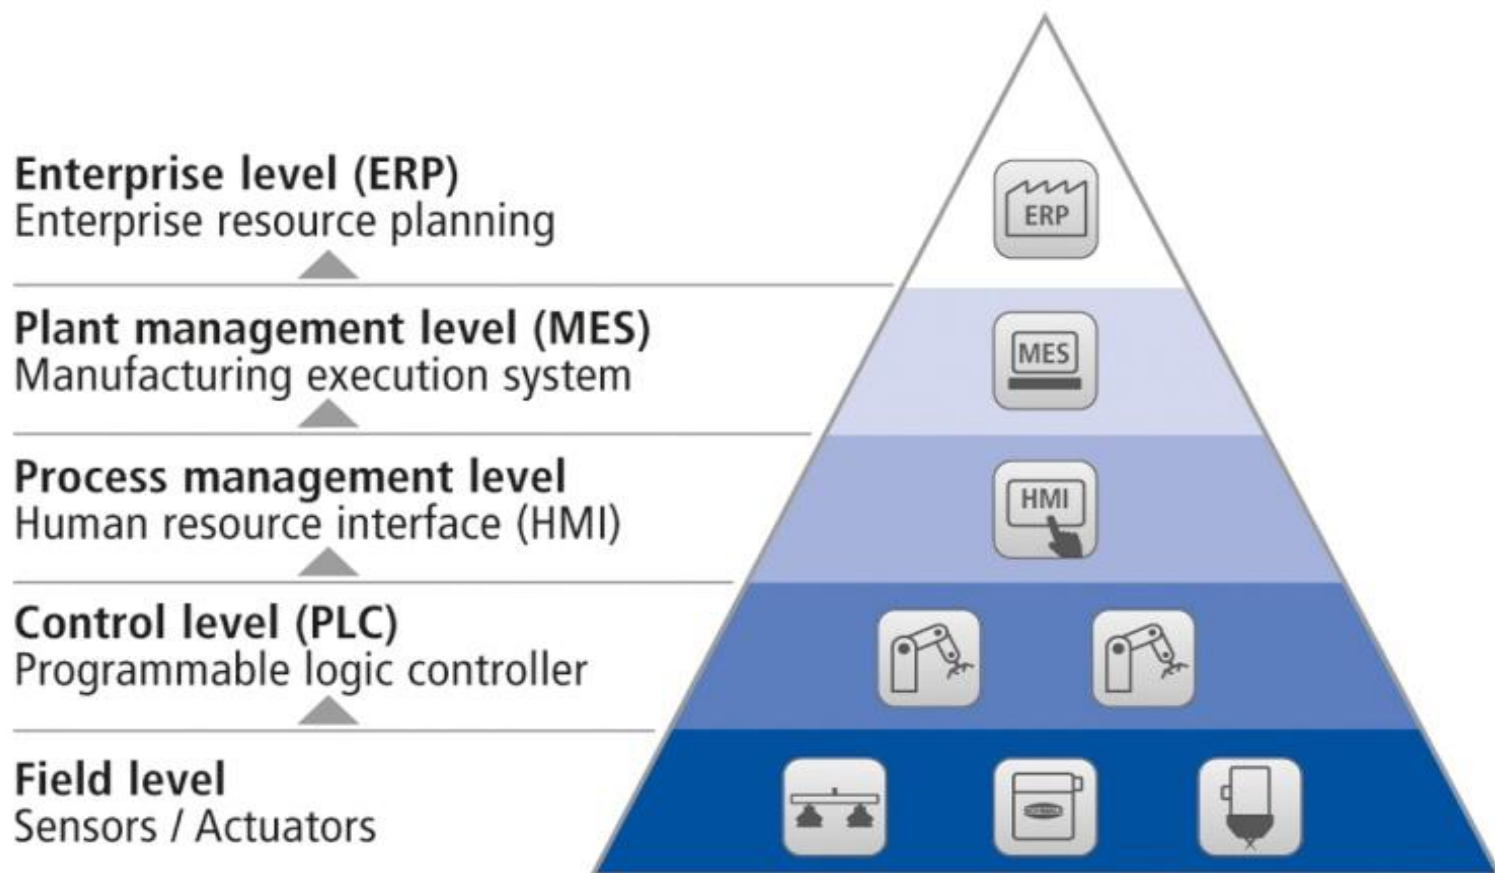 Enterprise level (ERP)
Enterprise resource planning
ERP
Plant management level (MES)
Manufacturing execution system
MES
Process management level
Human resource interface (HMI)
HMI
Control level (PLC)
Programmable logic controller
Field level
Sensors / Actuators